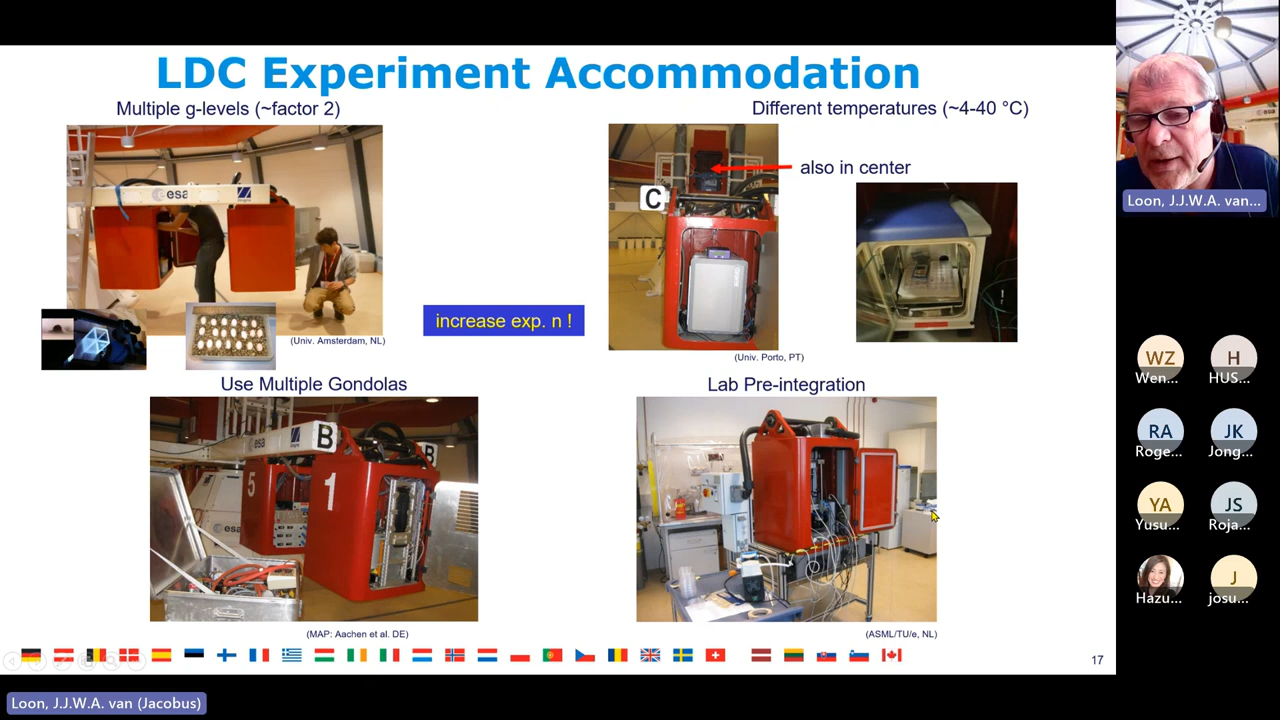 LDC Experiment Accommodation
Multiple g-levels (~factor 2)
Different temperatures (~4-40 °C)
esa
also in center
C
increase exp. n !
(Univ. Amsterdam, NL)
(Univ. Porto, PT)
Use Multiple Gondolas
Lab Pre-integration
esa
B
B
5
1
esa
(MAP: Aachen et al. DE)
(ASML/TU/e, NL)
17
Loon, J.J.W.A. van (Jacobus)
Loon, J.J.W.A. van...
WZ
Wen...
H
HUS...
RA
Roge...
JK
Jong...
YA
Yusu...
JS
Roja...
Hazu...
J
josu...